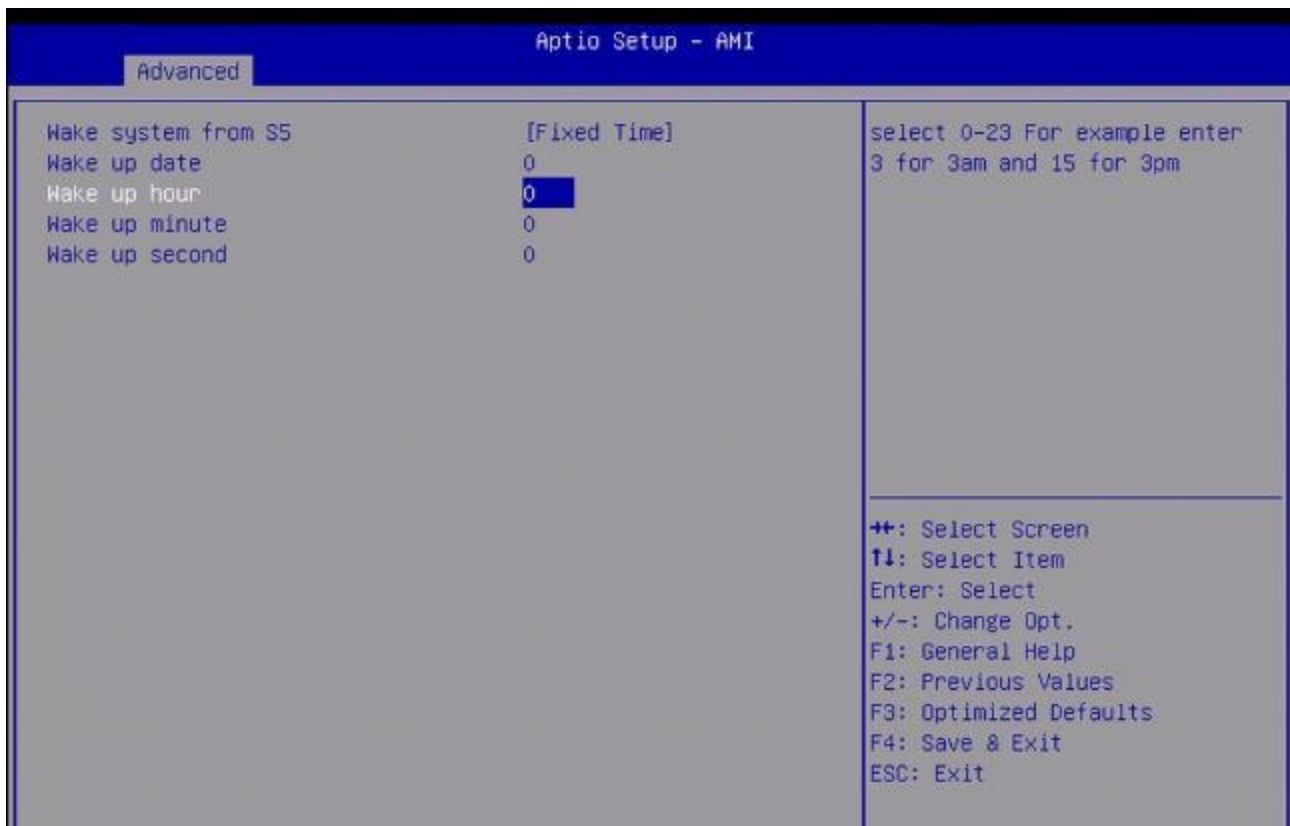 Aptio Setup - AMI
Advanced
Wake system from S5 [Fixed Time]
Wake up date 0
Wake up hour 0
Wake up minute 0
Wake up second 0
select 0-23 For example enter
3 for 3am and 15 for 3pm
→←: Select Screen
↑↓: Select Item
Enter: Select
+/-: Change Opt.
F1: General Help
F2: Previous Values
F3: Optimized Defaults
F4: Save & Exit
ESC: Exit